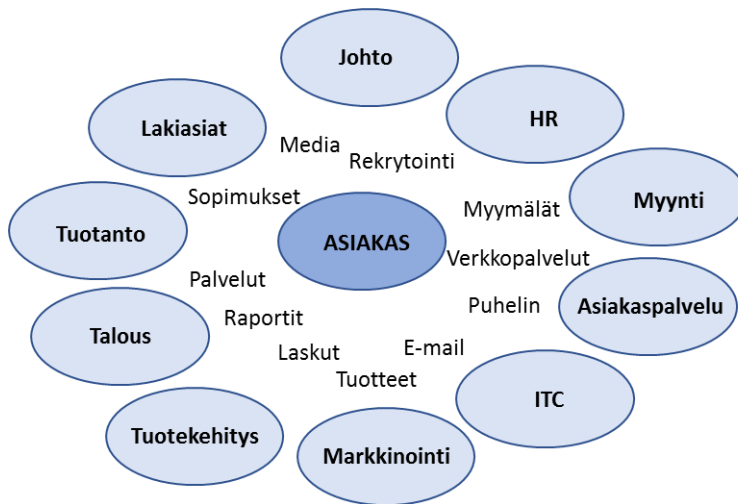 Johto
HR
Lakiasiat
Media
Rekrytointi
Sopimukset
Myymälät
Myynti
Tuotanto
ASIAKAS
Verkkopalvelut
Palvelut
Puhelin
Asiakaspalvelu
Raportit
Talous
Laskut
E-mail
Tuotteet
ITC
Tuotekehitys
Markkinointi